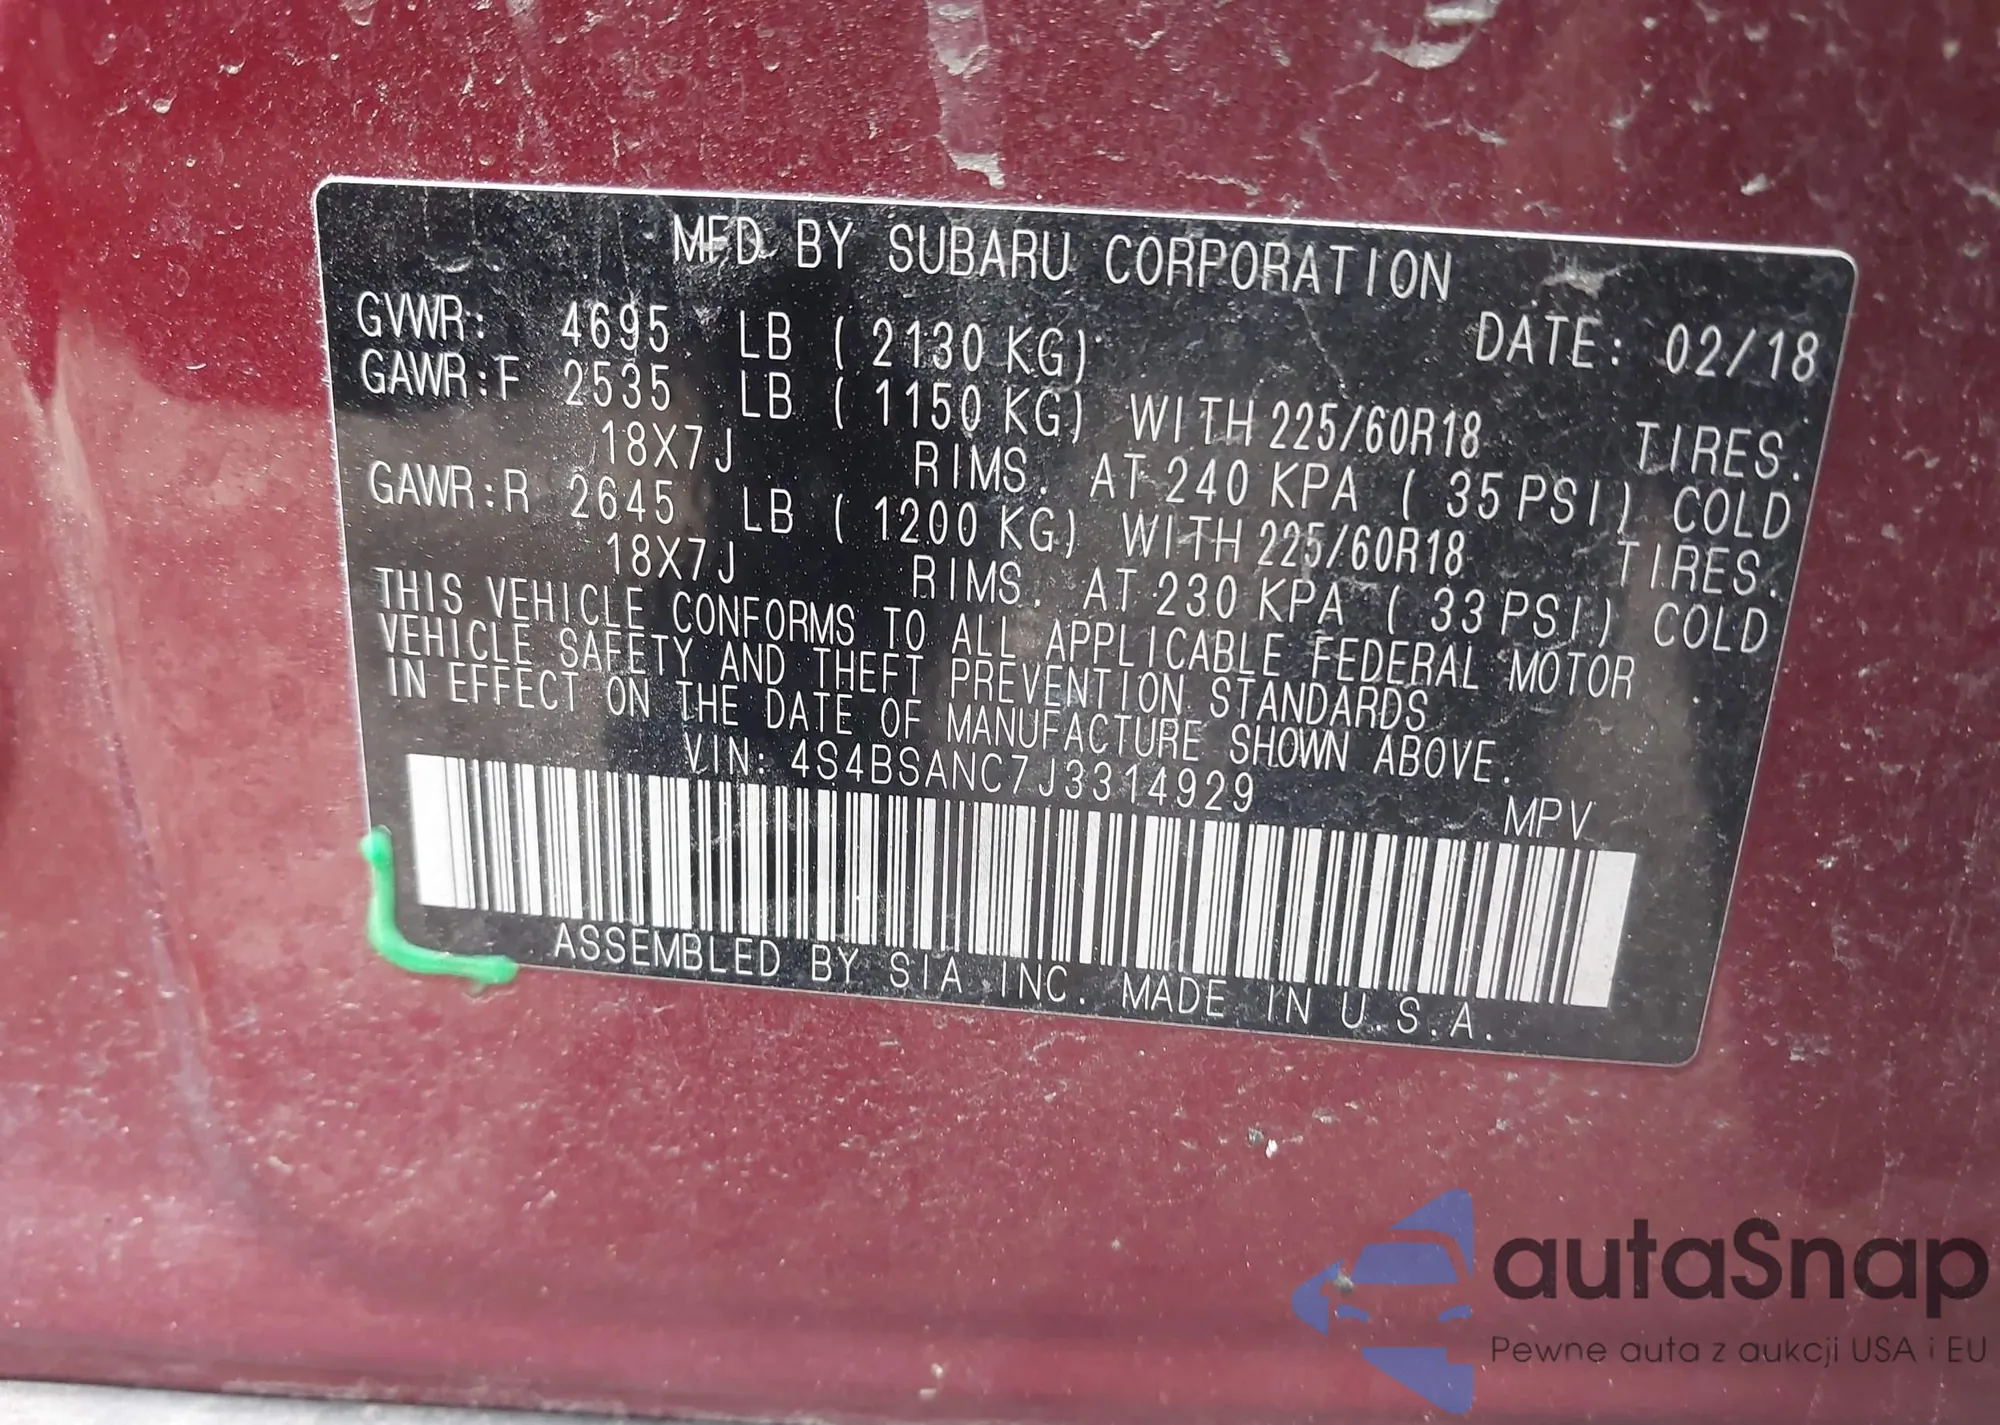 MFD BY SUBARU CORPORATION
GVWR: 4695 LB ( 2130 KG) DATE: 02/18
GAWR:F 2535 LB ( 1150 KG) WITH 225/60R18 TIRES.
18X7J RIMS. AT 240 KPA ( 35 PSI) COLD
GAWR:R 2645 LB ( 1200 KG) WITH 225/60R18 TIRES.
18X7J RIMS. AT 230 KPA ( 33 PSI) COLD
THIS VEHICLE CONFORMS TO ALL APPLICABLE FEDERAL MOTOR
VEHICLE SAFETY AND THEFT PREVENTION STANDARDS
IN EFFECT ON THE DATE OF MANUFACTURE SHOWN ABOVE.
VIN: 4S4BSANC7J3314929 MPV
ASSEMBLED BY SIA INC. MADE IN U.S.A.
autaSnap
Pewne auta z aukcji USA i EU